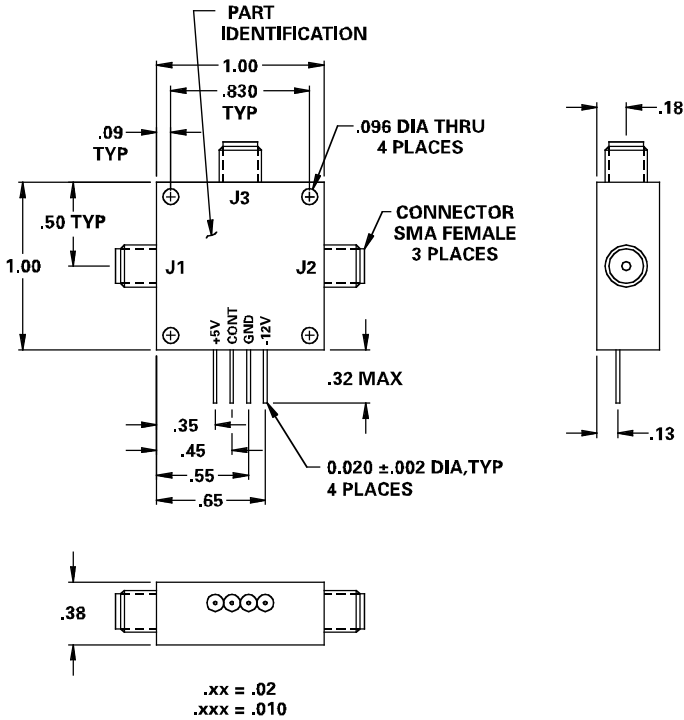 PART
IDENTIFICATION
1.00
.830
TYP
.09
TYP
.096 DIA THRU
4 PLACES
.18
J3
.50 TYP
CONNECTOR
SMA FEMALE
3 PLACES
1.00
J1
J2
+5V
CONT
GND
-12V
.32 MAX
.35
.45
.55
.65
.13
0.020 ±.002 DIA,TYP
4 PLACES
.38
.xx = .02
.xxx = .010